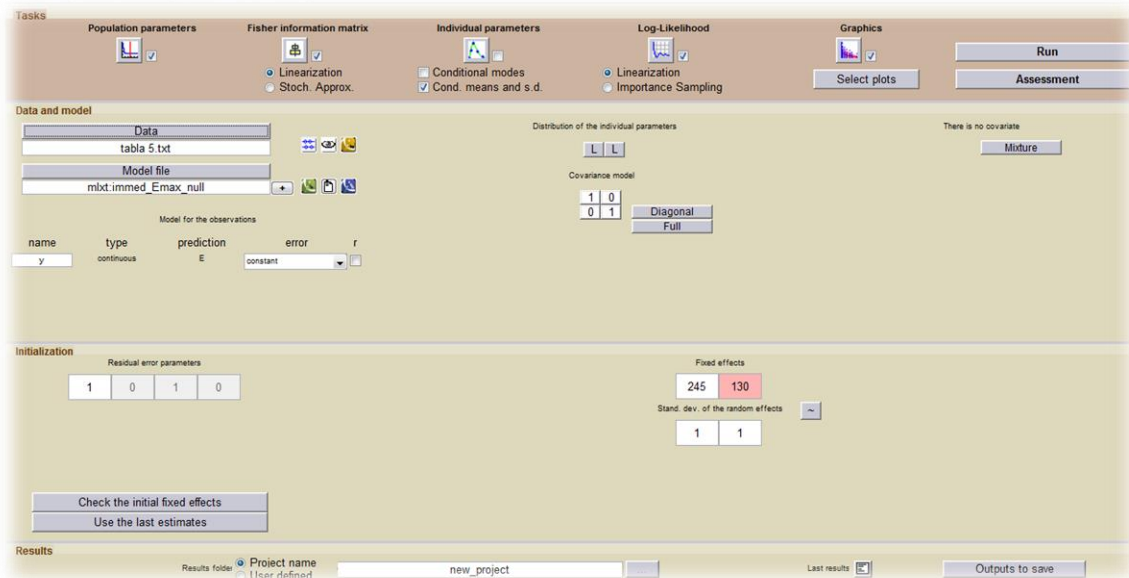 Tasks
Population parameters Fisher information matrix Individual parameters Log-Likelihood Graphics
Run
Linearization Conditional modes Linearization Select plots Assessment
Stoch. Approx. Cond. means and s.d. Importance Sampling
Data and model
Data Distribution of the individual parameters There is no covariate
tabla 5.txt L L Mixture
Model file Covariance model
mlxt:immed_Emax_null + 1 0
0 1 Diagonal
Full
Model for the observations
name type prediction error r
y continuous E constant
Initialization
Residual error parameters Fixed effects
1 0 1 0 245 130
Stand. dev. of the random effects ~
1 1
Check the initial fixed effects
Use the last estimates
Results
Results folder Project name new_project ... Last results Outputs to save
User defined